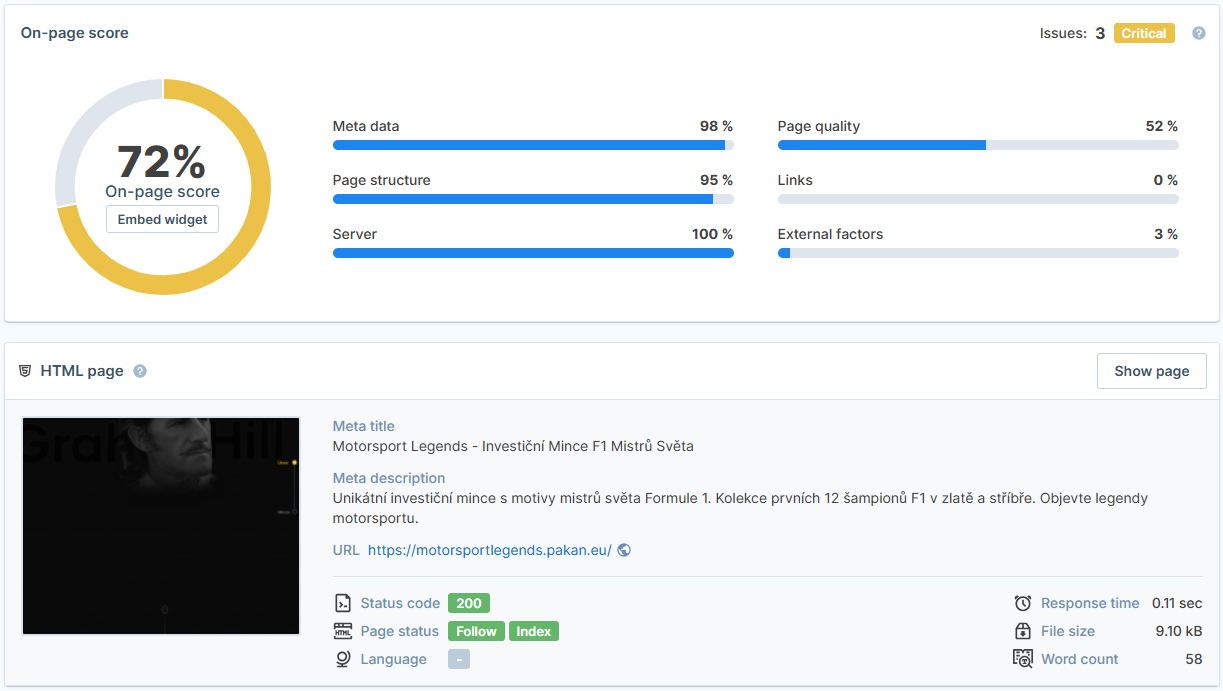 On-page score
Issues: 3 Critical
72%
On-page score
Embed widget
Meta data 98 %
Page structure 95 %
Server 100 %
Page quality 52 %
Links 0 %
External factors 3 %
HTML page
Show page
Graham Hill
Meta title
Motorsport Legends - Investiční Mince F1 Mistrů Světa
Meta description
Unikátní investiční mince s motivy mistrů světa Formule 1. Kolekce prvních 12 šampionů F1 v zlatě a stříbře. Objevte legendy
motorsportu.
URL https://motorsportlegends.pakan.eu/
Status code 200
Page status Follow Index
Language -
Response time 0.11 sec
File size 9.10 kB
Word count 58